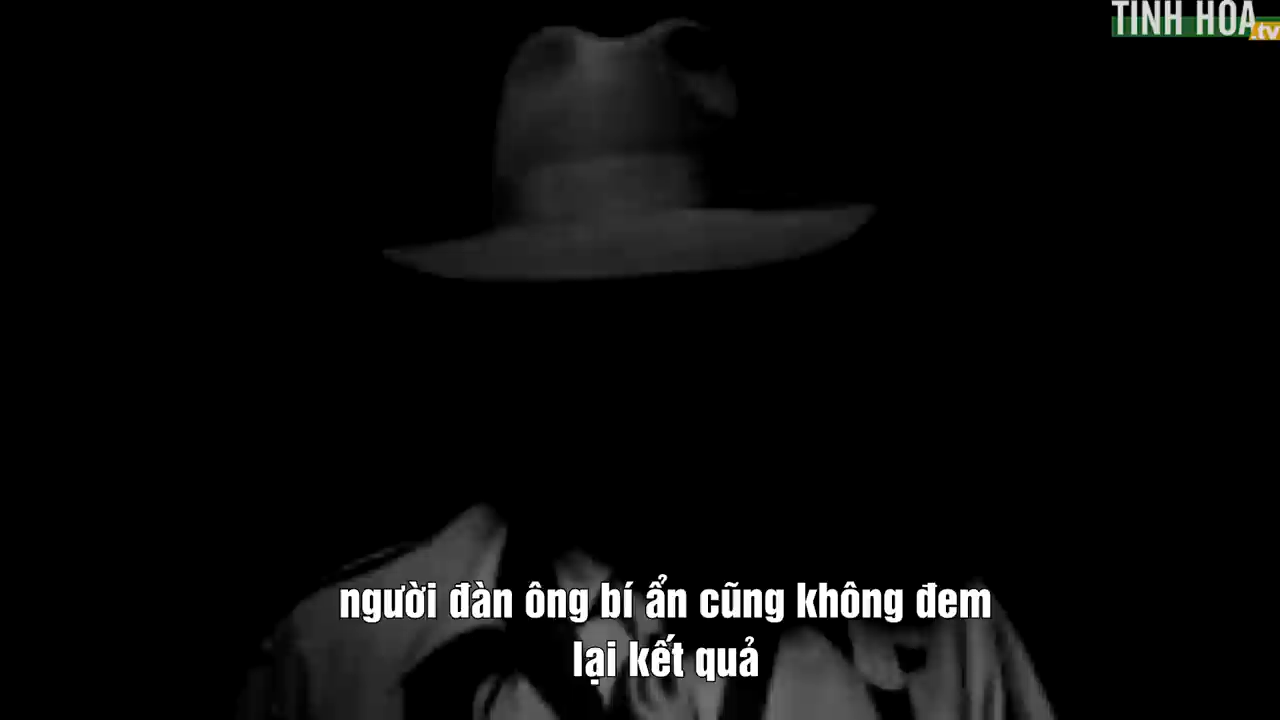 TINH HOA
.tv
người đàn ông bí ẩn cũng không đem
lại kết quả